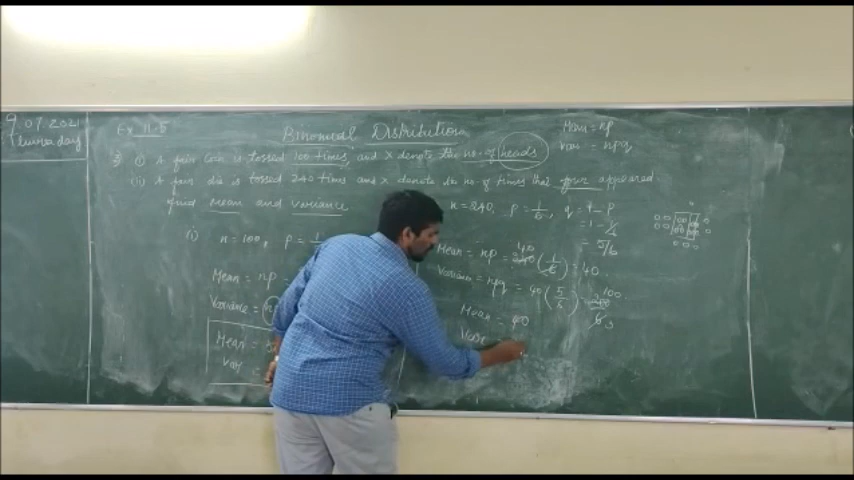 9.07.2021
Thursday
Ex 11.5
Binomial Distribution
Mean = np
Var = npq
(i) A fair coin is tossed 100 times and X denote the no. of heads
(ii) A fair die is tossed 240 times and X denote the no. of times that four appeared
find mean and variance
(i) n = 100, p = 1
Mean = np =
Variance =
Mean =
Var =
n = 240, p = 1/6, q = 1 - p
= 5/6
Mean = np = 240 (1/6) = 40.
Variance = npq = 40 (5/6) = 200/6
100
3
Mean = 40